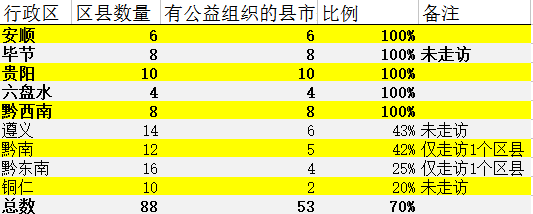 行政区 区县数量 有公益组织的县市 比例 备注
安顺 6 6 100%
毕节 8 8 100% 未走访
贵阳 10 10 100%
六盘水 4 4 100%
黔西南 8 8 100%
遵义 14 6 43% 未走访
黔南 12 5 42% 仅走访1个区县
黔东南 16 4 25% 仅走访1个区县
铜仁 10 2 20% 未走访
总数 88 53 70%